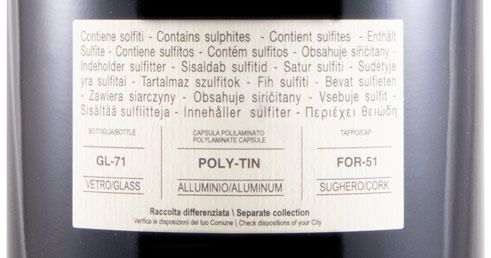 Contiene solfiti - Contains sulphites - Contient sulfites - Enthält
Sulfite - Contiene sulfitos - Contém sulfitos - Obsahuje siřičitany -
Indeholder sulfitter - Sisaldab sulfitid - Satur sulfiti - Sudėtyje
yra sulfitai - Tartalmaz szulfitok - Fih sulfiti - Bevat sulfieten
- Zawiera siarczyny - Obsahuje siričitany - Vsebuje sulfit -
Sisältää sulfiitteja - Innehåller sulfiter - Περιέχει θειώδη
BOTTIGLIA/BOTTLE
GL-71
VETRO/GLASS
CAPSULA POLILAMINATO
POLYLAMINATE CAPSULE
POLY-TIN
ALLUMINIO/ALUMINUM
TAPPO/CAP
FOR-51
SUGHERO/CORK
Raccolta differenziata \ Separate collection
Verifica le disposizioni del tuo Comune \ Check dispositions of your City